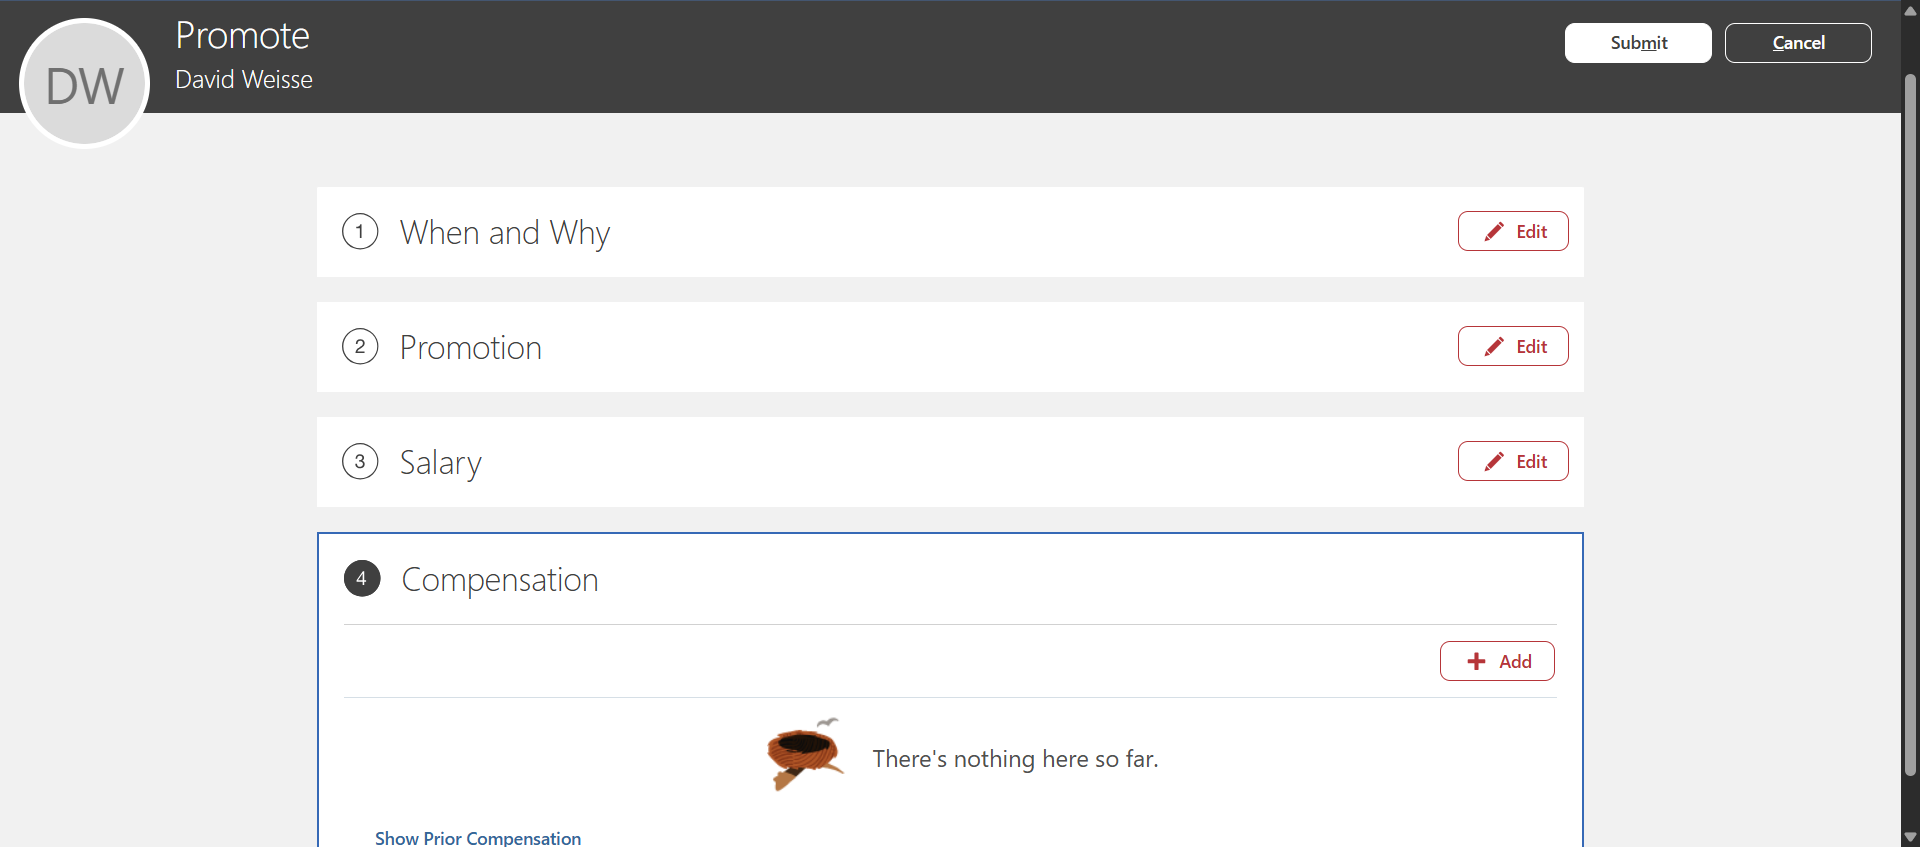 Promote
David Weisse
DW
Submit
Cancel
1 When and Why
Edit
2 Promotion
Edit
3 Salary
Edit
4 Compensation
Add
There's nothing here so far.
Show Prior Compensation